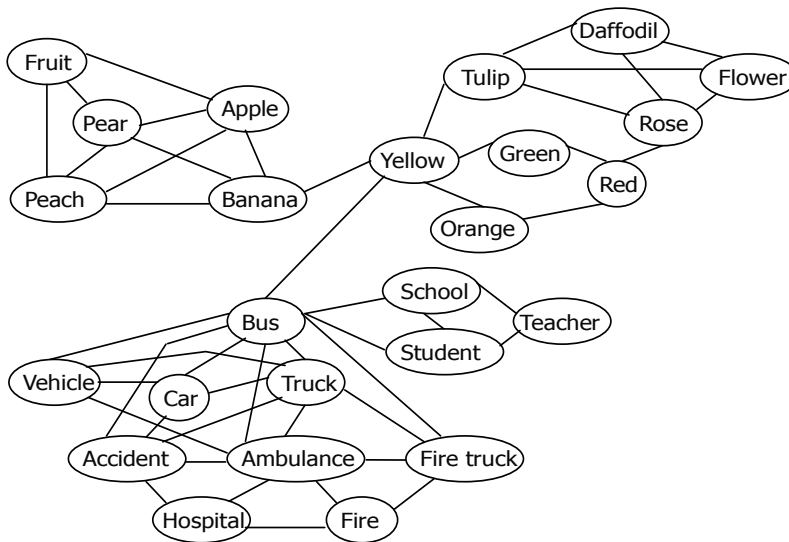 Daffodil
Fruit
Tulip
Flower
Apple
Pear
Rose
Green
Yellow
Red
Peach
Banana
Orange
School
Bus
Teacher
Student
Vehicle
Truck
Car
Accident
Ambulance
Fire truck
Hospital
Fire